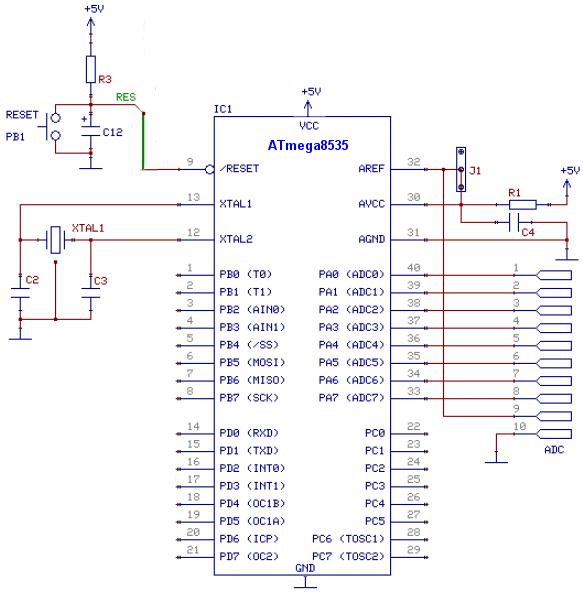 +5V
R3
RES
RESET
PB1
+
C12
IC1
+5V
VCC
ATmega8535
9 /RESET
AREF 32
J1
+5V
13 XTAL1
AVCC 30
R1
C4
XTAL1
12 XTAL2
AGND 31
C2
C3
1 PB0 (T0) PA0 (ADC0) 40 1
2 PB1 (T1) PA1 (ADC1) 39 2
3 PB2 (AIN0) PA2 (ADC2) 38 3
4 PB3 (AIN1) PA3 (ADC3) 37 4
5 PB4 (/SS) PA4 (ADC4) 36 5
6 PB5 (MOSI) PA5 (ADC5) 35 6
7 PB6 (MISO) PA6 (ADC6) 34 7
8 PB7 (SCK) PA7 (ADC7) 33 8
9
14 PD0 (RXD) PC0 22 10
15 PD1 (TXD) PC1 23
ADC
16 PD2 (INT0) PC2 24
17 PD3 (INT1) PC3 25
18 PD4 (OC1B) PC4 26
19 PD5 (OC1A) PC5 27
20 PD6 (ICP) PC6 (TOSC1) 28
21 PD7 (OC2) PC7 (TOSC2) 29
GND